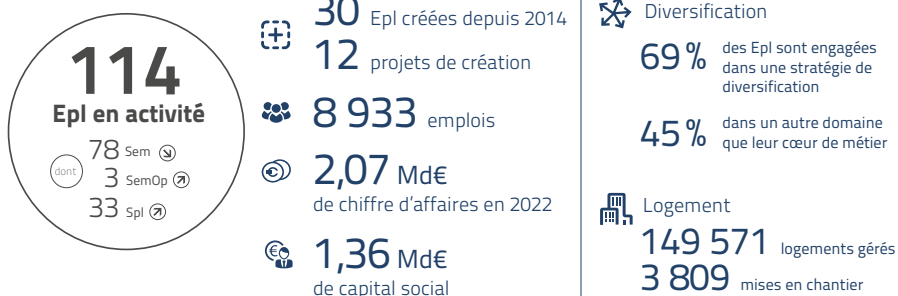 114
Epl en activité
dont
78 Sem
3 SemOp
33 Spl
30 Epl créées depuis 2014
12 projets de création
8 933 emplois
2,07 Md€
de chiffre d’affaires en 2022
1,36 Md€
de capital social
Diversification
69 % des Epl sont engagées
dans une stratégie de
diversification
45 % dans un autre domaine
que leur cœur de métier
Logement
149 571 logements gérés
3 809 mises en chantier